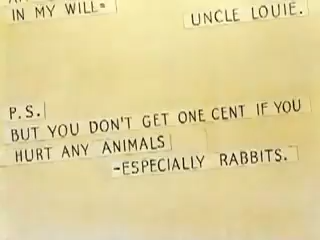 IN MY WILL=
UNCLE LOUIE.
P.S.
BUT YOU DON'T GET ONE CENT IF YOU
HURT ANY ANIMALS
-ESPECIALLY RABBITS.